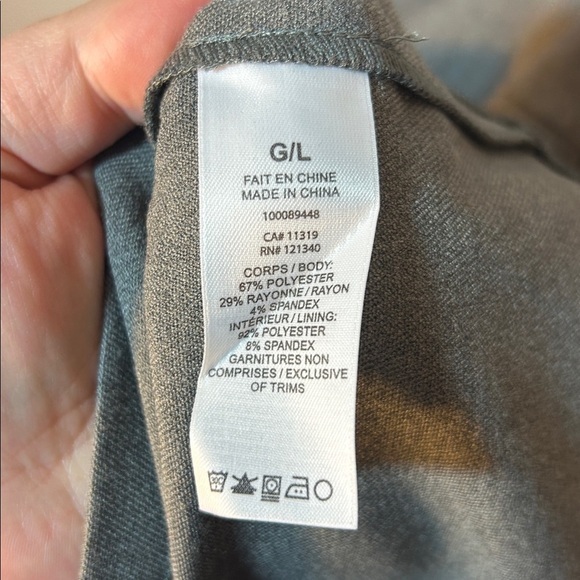 G/L
FAIT EN CHINE
MADE IN CHINA
100089448
CA# 11319
RN# 121340
CORPS / BODY:
67% POLYESTER
29% RAYONNE / RAYON
4% SPANDEX
INTÉRIEUR / LINING:
92% POLYESTER
8% SPANDEX
GARNITURES NON
COMPRISES / EXCLUSIVE
OF TRIMS
30